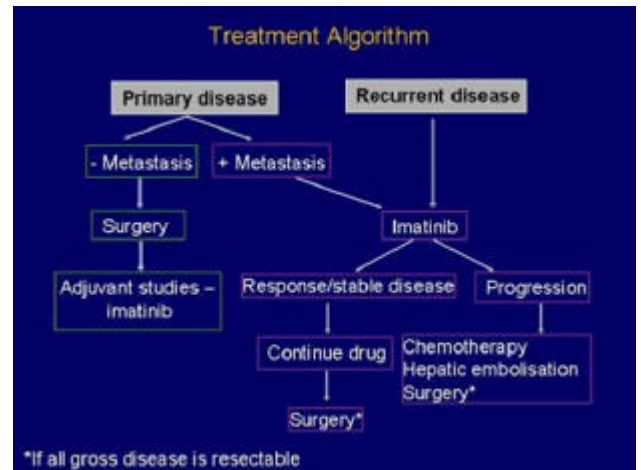 Treatment Algorithm
Primary disease
Recurrent disease
- Metastasis
+ Metastasis
Surgery
Imatinib
Adjuvant studies –
imatinib
Response/stable disease
Progression
Continue drug
Chemotherapy
Hepatic embolisation
Surgery*
Surgery*
*If all gross disease is resectable